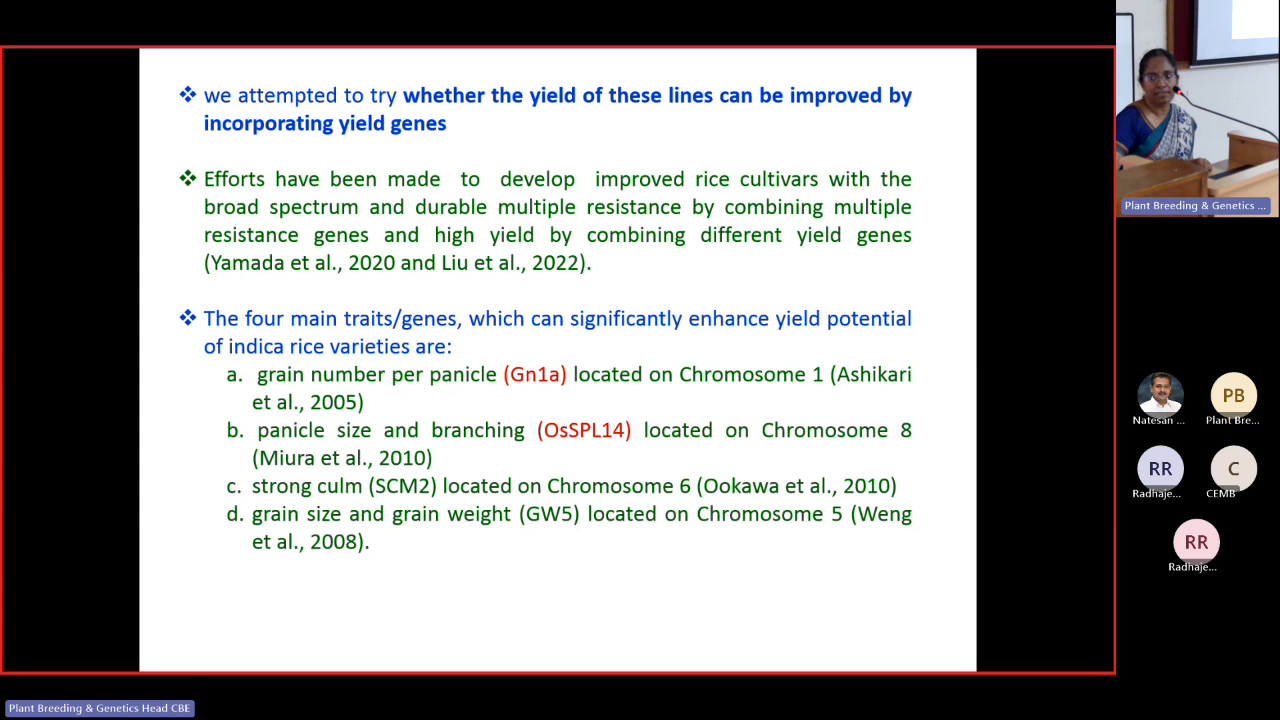 ❖ we attempted to try whether the yield of these lines can be improved by
incorporating yield genes
❖ Efforts have been made to develop improved rice cultivars with the
broad spectrum and durable multiple resistance by combining multiple
resistance genes and high yield by combining different yield genes
(Yamada et al., 2020 and Liu et al., 2022).
❖ The four main traits/genes, which can significantly enhance yield potential
of indica rice varieties are:
a. grain number per panicle (Gn1a) located on Chromosome 1 (Ashikari
et al., 2005)
b. panicle size and branching (OsSPL14) located on Chromosome 8
(Miura et al., 2010)
c. strong culm (SCM2) located on Chromosome 6 (Ookawa et al., 2010)
d. grain size and grain weight (GW5) located on Chromosome 5 (Weng
et al., 2008).
Plant Breeding & Genetics ...
PB
Natesan ...
Plant Bre...
RR
C
Radhaje...
CEMB
RR
Radhaje...
Plant Breeding & Genetics Head CBE